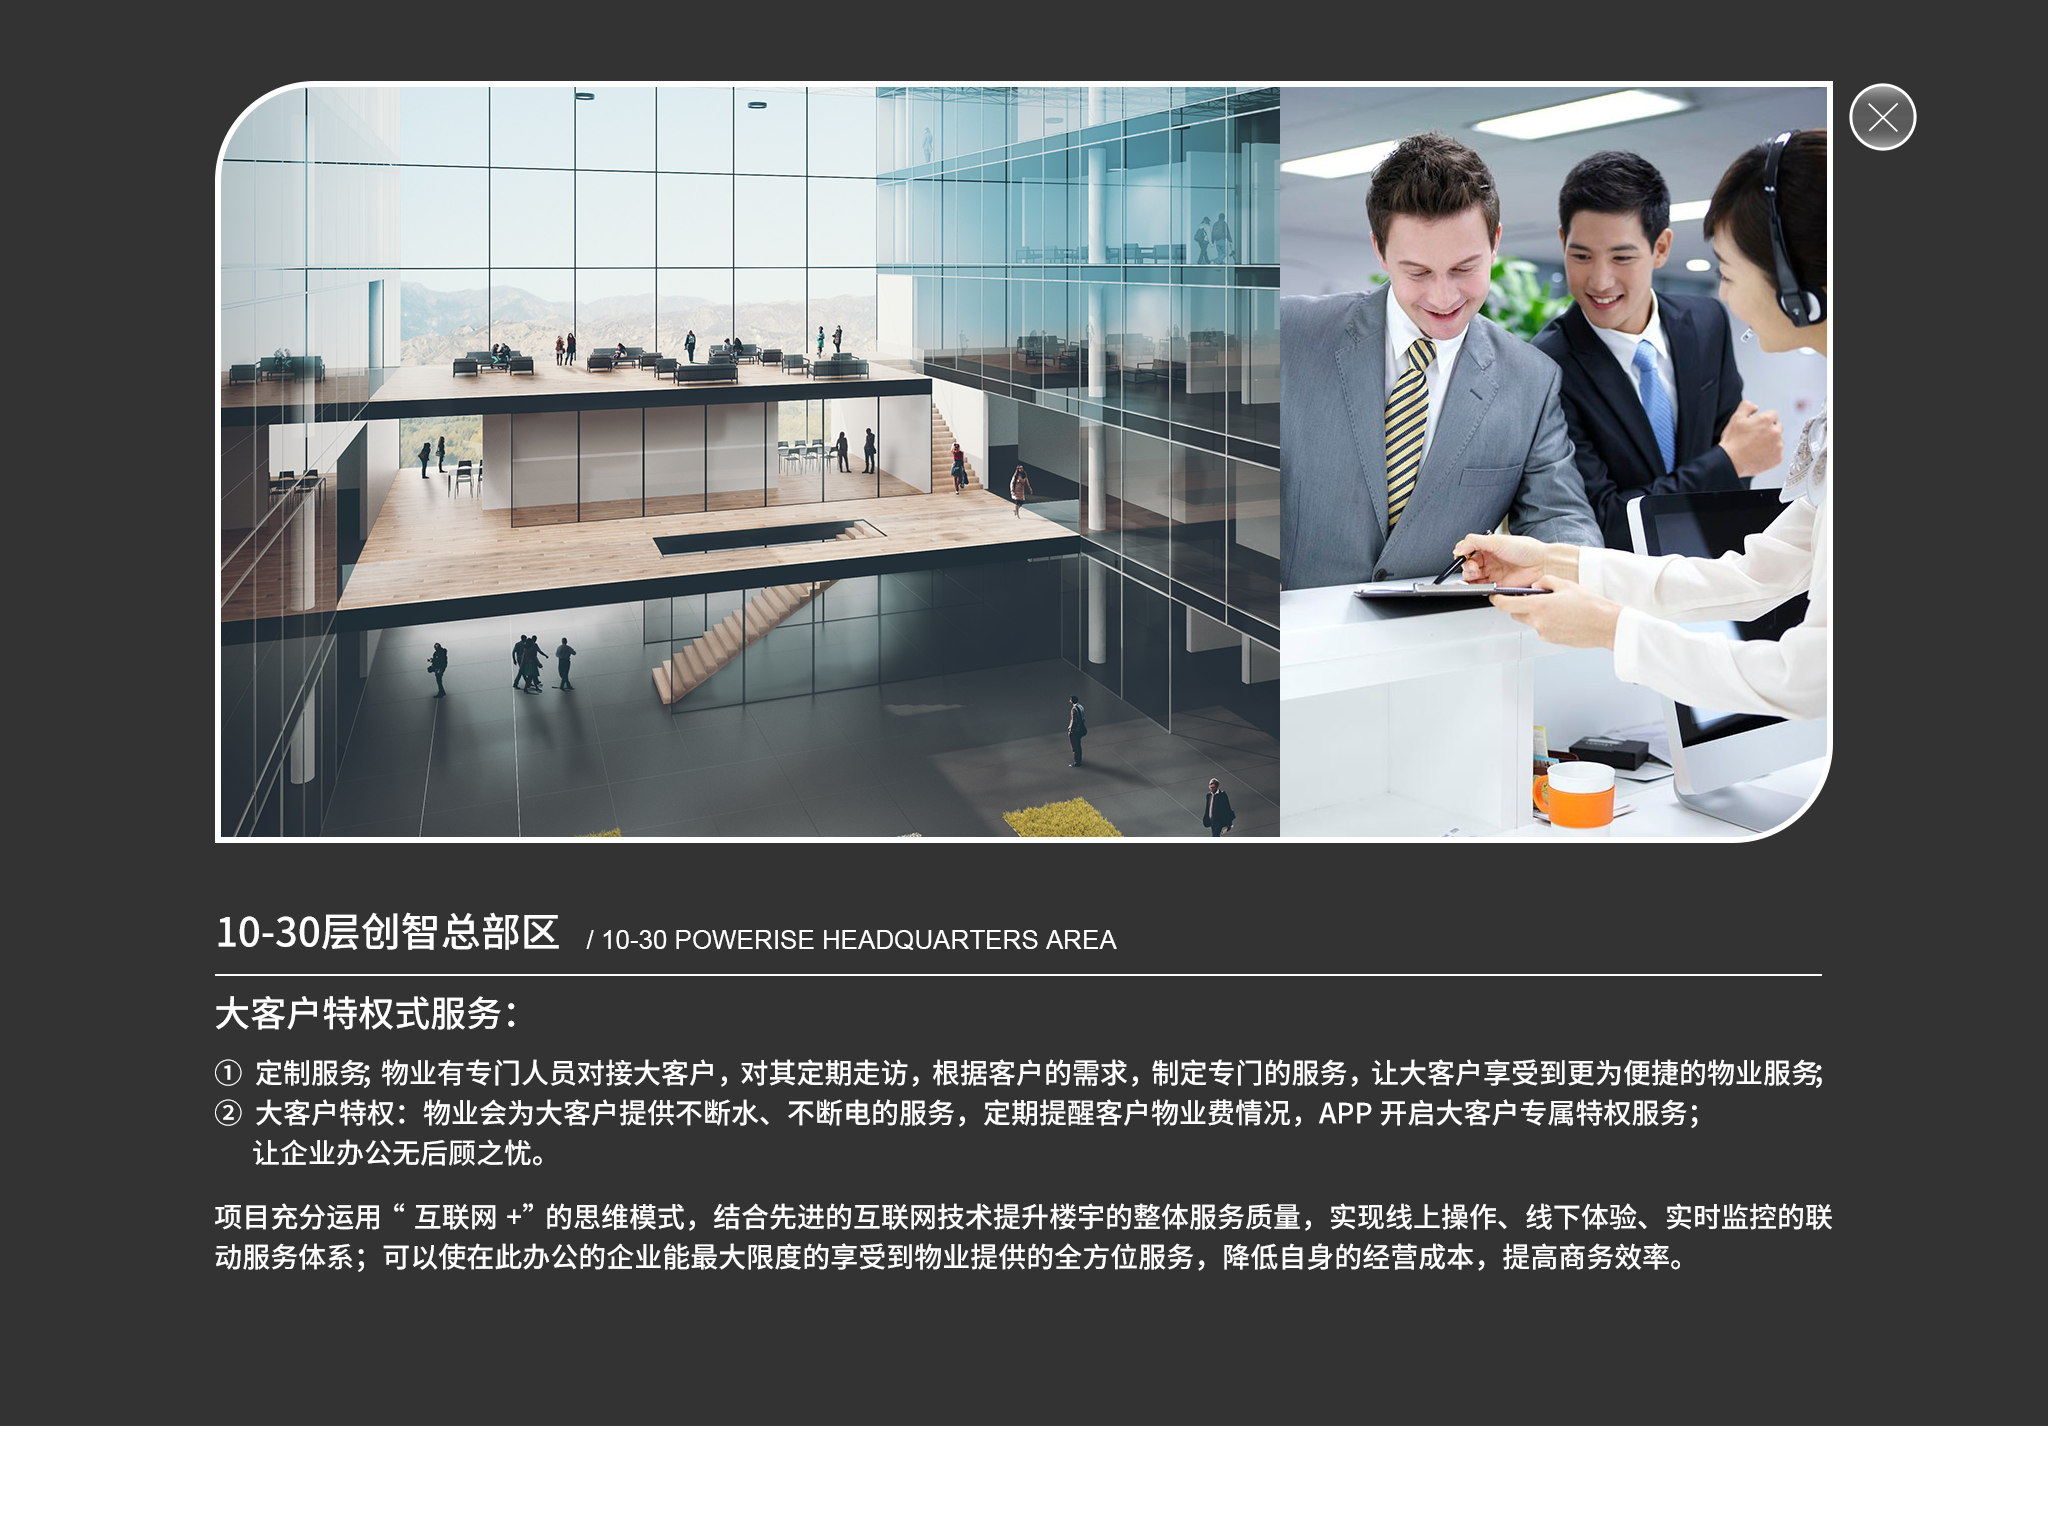 10-30层创智总部区 / 10-30 POWERISE HEADQUARTERS AREA
大客户特权式服务：
① 定制服务；物业有专门人员对接大客户，对其定期走访，根据客户的需求，制定专门的服务，让大客户享受到更为便捷的物业服务；
② 大客户特权：物业会为大客户提供不断水、不断电的服务，定期提醒客户物业费情况，APP 开启大客户专属特权服务；
让企业办公无后顾之忧。
项目充分运用“ 互联网 +”的思维模式，结合先进的互联网技术提升楼宇的整体服务质量，实现线上操作、线下体验、实时监控的联
动服务体系；可以使在此办公的企业能最大限度的享受到物业提供的全方位服务，降低自身的经营成本，提高商务效率。